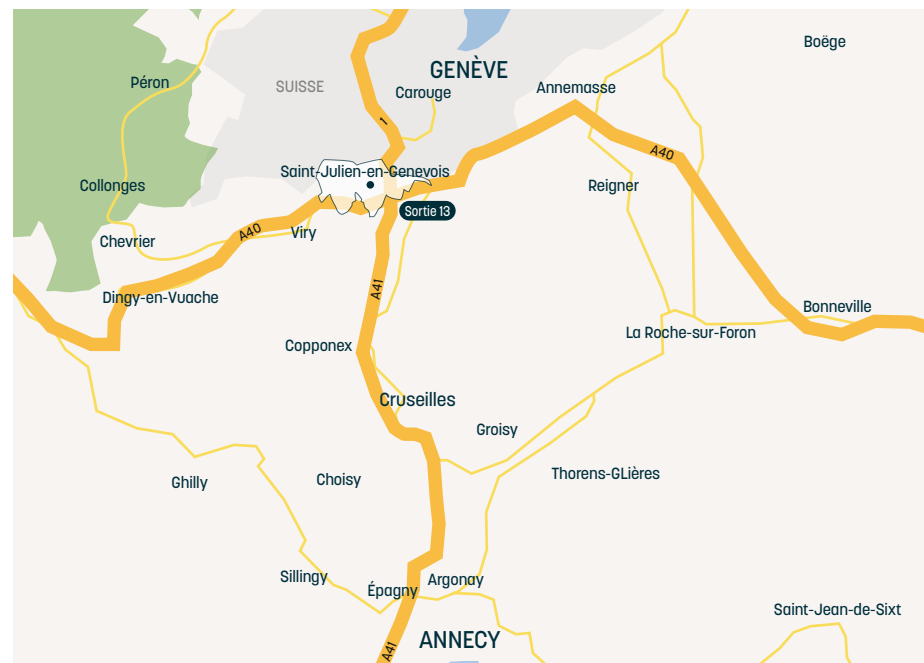 Boëge
GENÈVE
Péron
SUISSE
Carouge
Annemasse
1
A40
Saint-Julien-en-Genevois
Collonges
Reigner
Sortie 13
A40
Viry
Chevrier
A41
Dingy-en-Vuache
Bonneville
La Roche-sur-Foron
Copponex
Cruseilles
Groisy
Thorens-GLières
Ghilly
Choisy
Sillingy
Argonay
Épagny
Saint-Jean-de-Sixt
ANNECY
A41